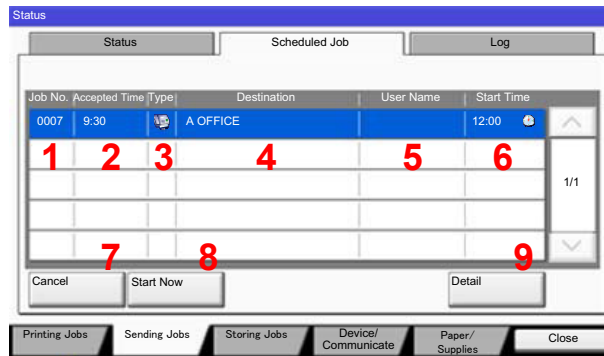 Status
Status Scheduled Job Log
Job No. Accepted Time Type Destination User Name Start Time
0007 9:30 A OFFICE 12:00
1 2 3 4 5 6
1/1
7 8 9
Cancel Start Now Detail
Printing Jobs Sending Jobs Storing Jobs Device/
Communicate Paper/
Supplies Close